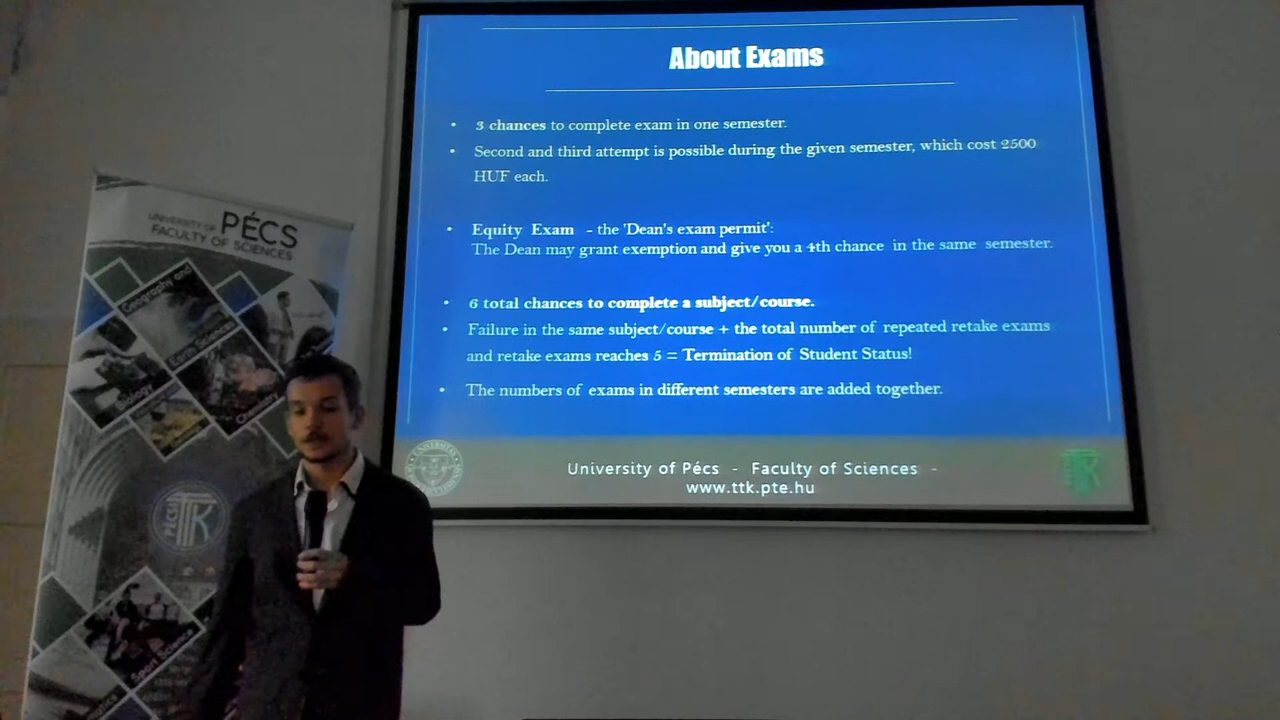 About Exams
• 3 chances to complete exam in one semester.
• Second and third attempt is possible during the given semester, which cost 2500
HUF each.
• Equity Exam - the 'Dean's exam permit':
The Dean may grant exemption and give you a 4th chance in the same semester.
• 6 total chances to complete a subject/course.
• Failure in the same subject/course + the total number of repeated retake exams
and retake exams reaches 5 = Termination of Student Status!
• The numbers of exams in different semesters are added together.
University of Pécs - Faculty of Sciences -
www.ttk.pte.hu
UNIVERSITY OF PÉCS
FACULTY OF SCIENCES
Geography and
Earth Sciences
Biology
Chemistry
PÉCS
TTK
Sport Science